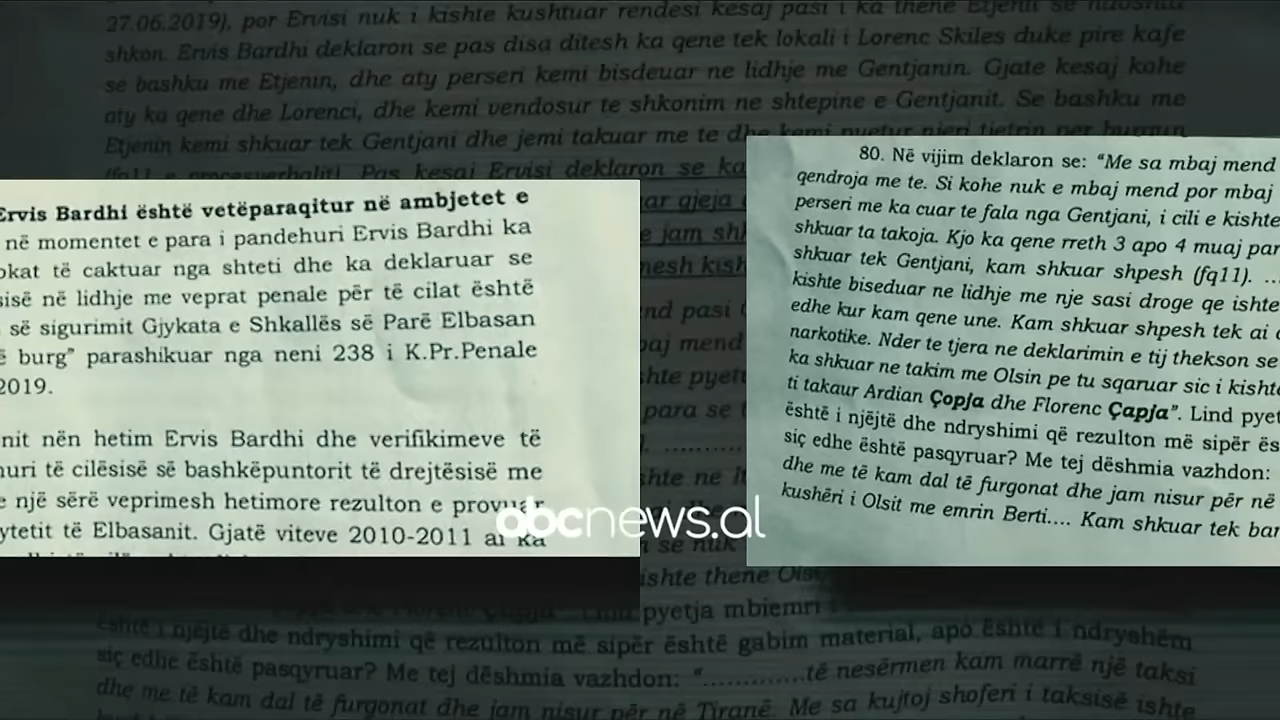 27.06.2019), por Ervisi nuk i kishte kushtuar rendesi kesaj pasi i ka thene Etjenit se ndoshta
shkon. Ervis Bardhi deklaron se pas disa ditesh ka qene tek lokali i Lorenc Skiles duke pire kafe
se bashku me Etjenin, dhe aty perseri kemi bisdeuar ne lidhje me Gentjanin. Gjate kesaj kohe
aty ka qene dhe Lorenci, dhe kemi vendosur te shkonim ne shtepine e Gentjanit. Se bashku me
Etjenin kemi shkuar tek Gentjani dhe jemi takuar me te dhe kemi pyetur njeri tjetrin per burgun
(fq11 e procesverbalit). Pas kesaj Ervisi deklaron se ka
Ervis Bardhi është vetëparaqitur në ambjetet e
në momentet e para i pandehuri Ervis Bardhi ka
okat të caktuar nga shteti dhe ka deklaruar se
sisë në lidhje me veprat penale për të cilat është
së sigurimit Gjykata e Shkallës së Parë Elbasan
ë burg" parashikuar nga neni 238 i K.Pr.Penale
2019.
nit nën hetim Ervis Bardhi dhe verifikimeve të
huri të cilësisë së bashkëpuntorit të drejtësisë me
e një sërë veprimesh hetimore rezulton e provuar
ytetit të Elbasanit. Gjatë viteve 2010-2011 ai ka
80. Në vijim deklaron se: "Me sa mbaj mend
qendroja me te. Si kohe nuk e mbaj mend por mbaj
perseri me ka cuar te fala nga Gentjani, i cili e kishte
shkuar ta takoja. Kjo ka qene rreth 3 apo 4 muaj par
shkuar tek Gentjani, kam shkuar shpesh (fq11). ...
kishte biseduar ne lidhje me nje sasi droge qe ishte
edhe kur kam qene une. Kam shkuar shpesh tek ai
narkotike. Nder te tjera ne deklarimin e tij thekson se
ka shkuar ne takim me Olsin pe tu sqaruar sic i kishte
ti takaur Ardian Çopja dhe Florenc Çapja". Lind pyet
është i njëjtë dhe ndryshimi që rezulton më sipër ës
siç edhe është pasqyruar? Me tej dëshmia vazhdon:
dhe me të kam dal të furgonat dhe jam nisur për në
kushëri i Olsit me emrin Berti.... Kam shkuar tek bar
abcnews.al
ishte thene
pyetja mbiemri
është i njëjtë dhe ndryshimi që rezulton më sipër është gabim material, apo është i ndryshëm
siç edhe është pasqyruar? Me tej dëshmia vazhdon: ".............të nesërmen kam marrë një taksi
dhe me të kam dal të furgonat dhe jam nisur për në Tiranë. Me sa kujtoj shoferi i taksisë ishte